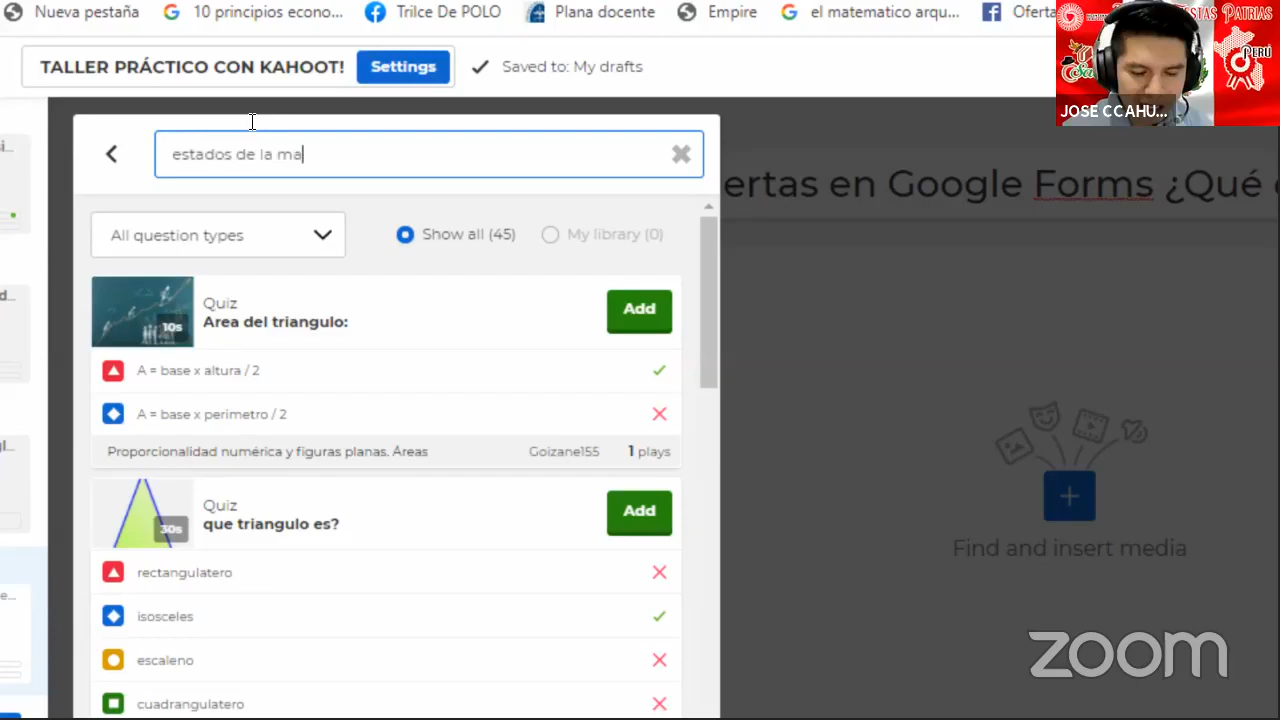 Nueva pestaña
10 principios econo...
Trilce De POLO
Plana docente
Empire
el matematico arqu...
Oferta
TALLER PRÁCTICO CON KAHOOT!
Settings
Saved to: My drafts
JOSE CCAHU...
PERÚ
estados de la ma
ertas en Google Forms ¿Qué
All question types
Show all (45)
My library (0)
10s
Quiz
Area del triangulo:
Add
A = base x altura / 2
A = base x perimetro / 2
Proporcionalidad numérica y figuras planas. Áreas
Goizane155
1 plays
30s
Quiz
que triangulo es?
Add
rectangulatero
isosceles
escaleno
cuadrangulatero
Find and insert media
zoom